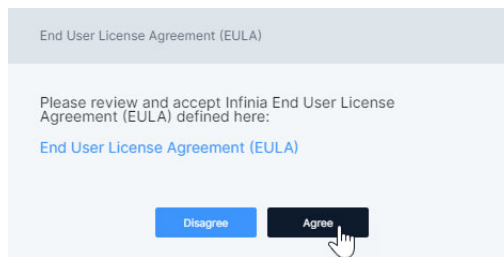 End User License Agreement (EULA)
Please review and accept Infinia End User License
Agreement (EULA) defined here:
End User License Agreement (EULA)
Disagree
Agree